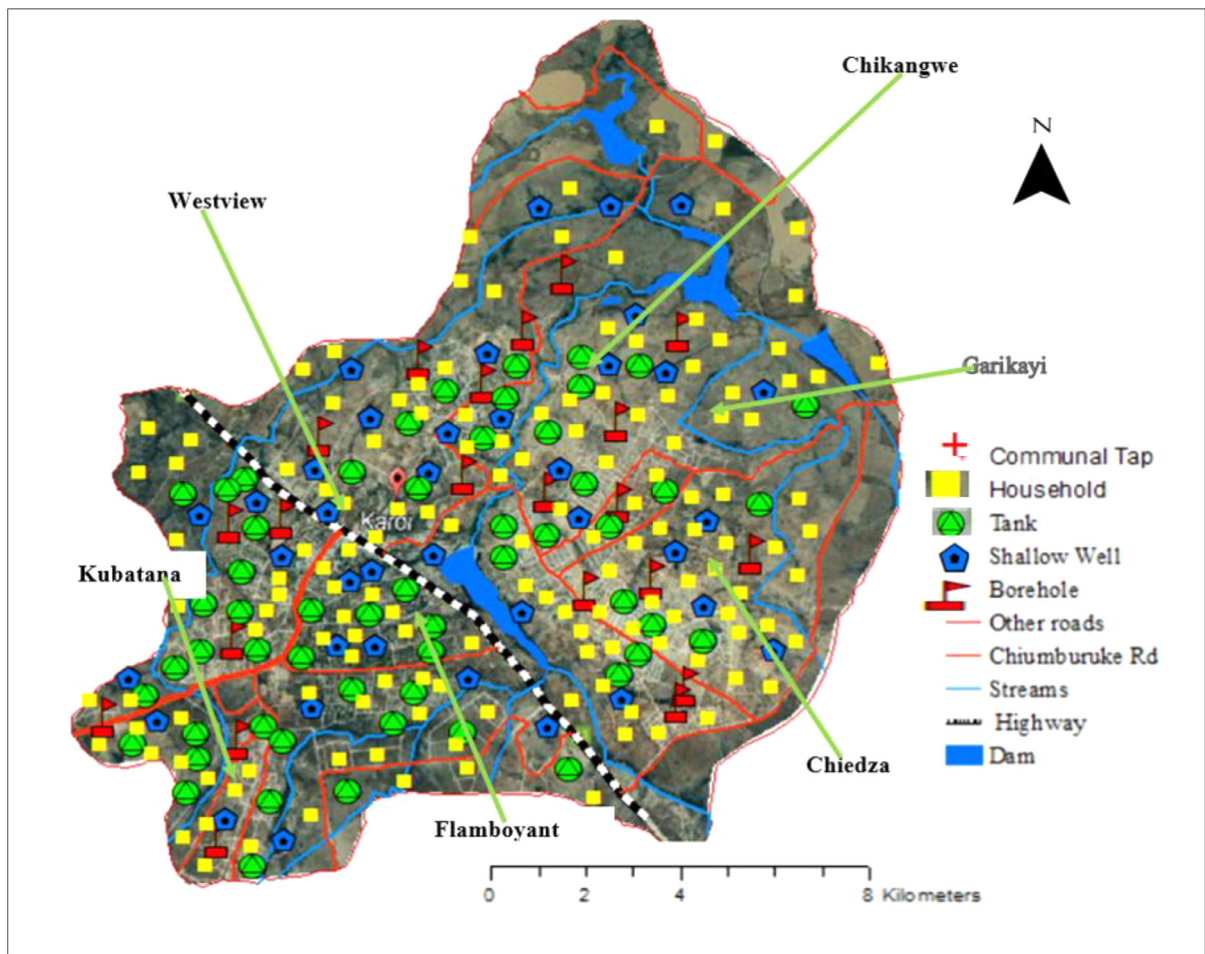 Chikangwe
N
Westview
Garikayi
Karoi
Kubatana
Chiedza
Flamboyant
Communal Tap
Household
Tank
Shallow Well
Borehole
Other roads
Chiumburuke Rd
Streams
Highway
Dam
0 2 4 6 8 Kilometers